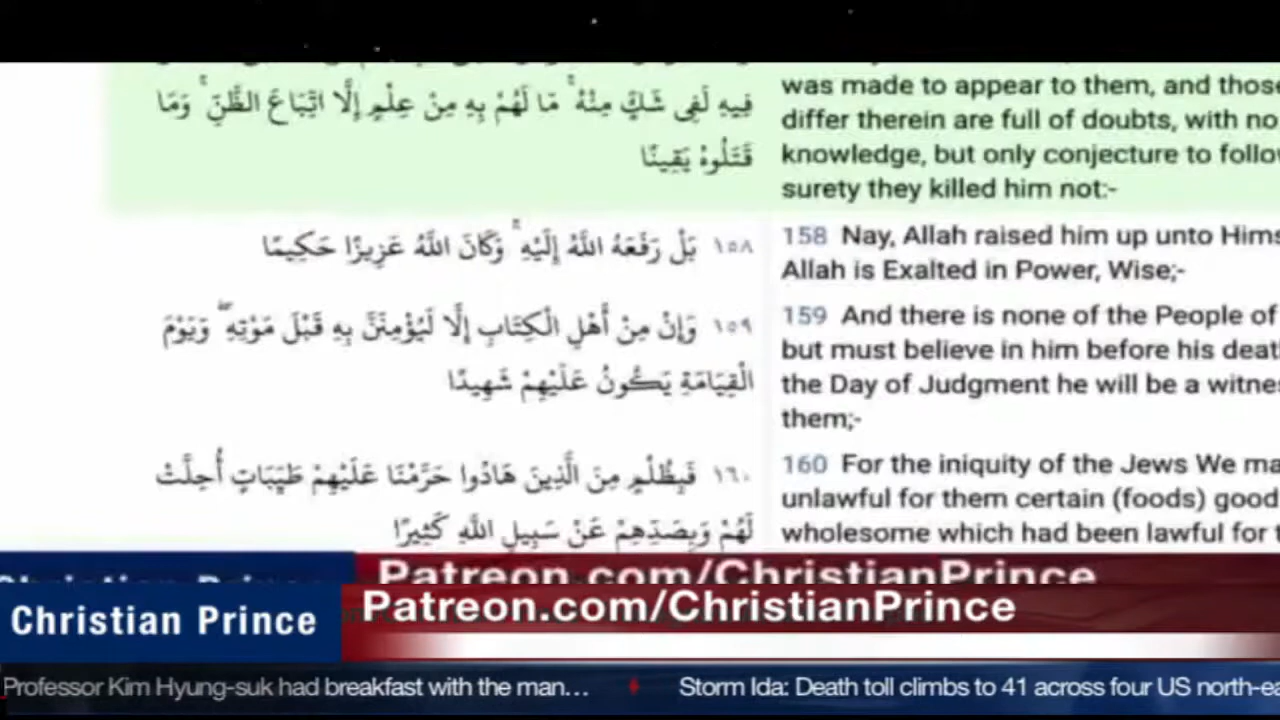 فِيهِ لَفِي شَكٍّ مِنْهُ ۚ مَا لَهُمْ بِهِ مِنْ عِلْمٍ إِلَّا اتِّبَاعَ الظَّنِّ ۚ وَمَا
قَتَلُوهُ يَقِينًا
was made to appear to them, and those
differ therein are full of doubts, with no
knowledge, but only conjecture to follo
surety they killed him not:-
١٥٨ بَلْ رَفَعَهُ اللَّهُ إِلَيْهِ ۚ وَكَانَ اللَّهُ عَزِيزًا حَكِيمًا
158 Nay, Allah raised him up unto Hims
Allah is Exalted in Power, Wise;-
١٥٩ وَإِنْ مِنْ أَهْلِ الْكِتَابِ إِلَّا لَيُؤْمِنَنَّ بِهِ قَبْلَ مَوْتِهِ ۖ وَيَوْمَ
الْقِيَامَةِ يَكُونُ عَلَيْهِمْ شَهِيدًا
159 And there is none of the People of
but must believe in him before his deat
the Day of Judgment he will be a witne
them;-
١٦٠ فَبِظُلْمٍ مِنَ الَّذِينَ هَادُوا حَرَّمْنَا عَلَيْهِمْ طَيِّبَاتٍ أُحِلَّتْ
لَهُمْ وَبِصَدِّهِمْ عَنْ سَبِيلِ اللَّهِ كَثِيرًا
160 For the iniquity of the Jews We ma
unlawful for them certain (foods) good
wholesome which had been lawful for
Patreon.com/ChristianPrince
Christian Prince
Patreon.com/ChristianPrince
Professor Kim Hyung-suk had breakfast with the man...
Storm Ida: Death toll climbs to 41 across four US north-ea